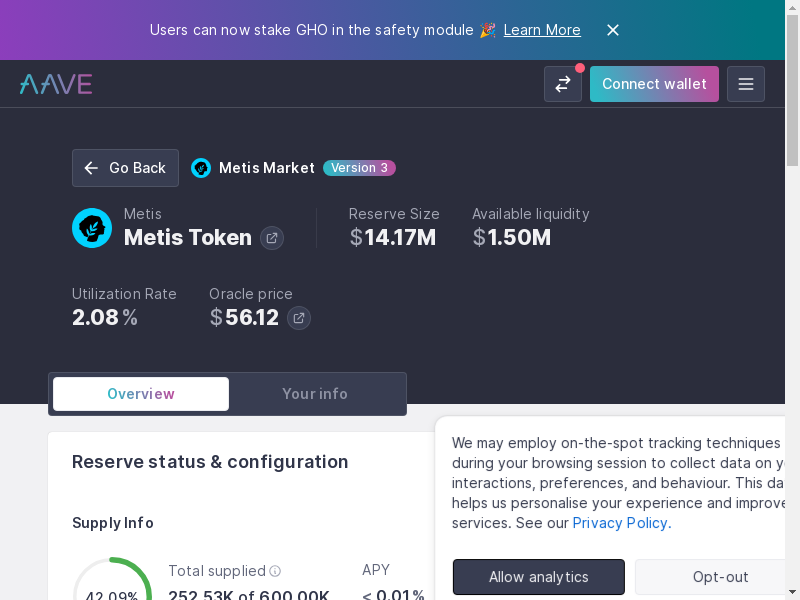 Users can now stake GHO in the safety module 🎉 Learn More
AAVE
Connect wallet
Go Back
Metis Market
Version 3
Metis
Metis Token
Reserve Size
$14.17M
Available liquidity
$1.50M
Utilization Rate
2.08%
Oracle price
$56.12
Overview
Your info
Reserve status & configuration
Supply Info
42.09%
Total supplied
252.53K of 600.00K
APY
< 0.01%
We may employ on-the-spot tracking techniques
during your browsing session to collect data on
interactions, preferences, and behaviour. This
helps us personalise your experience and improve
services. See our Privacy Policy.
Allow analytics
Opt-out